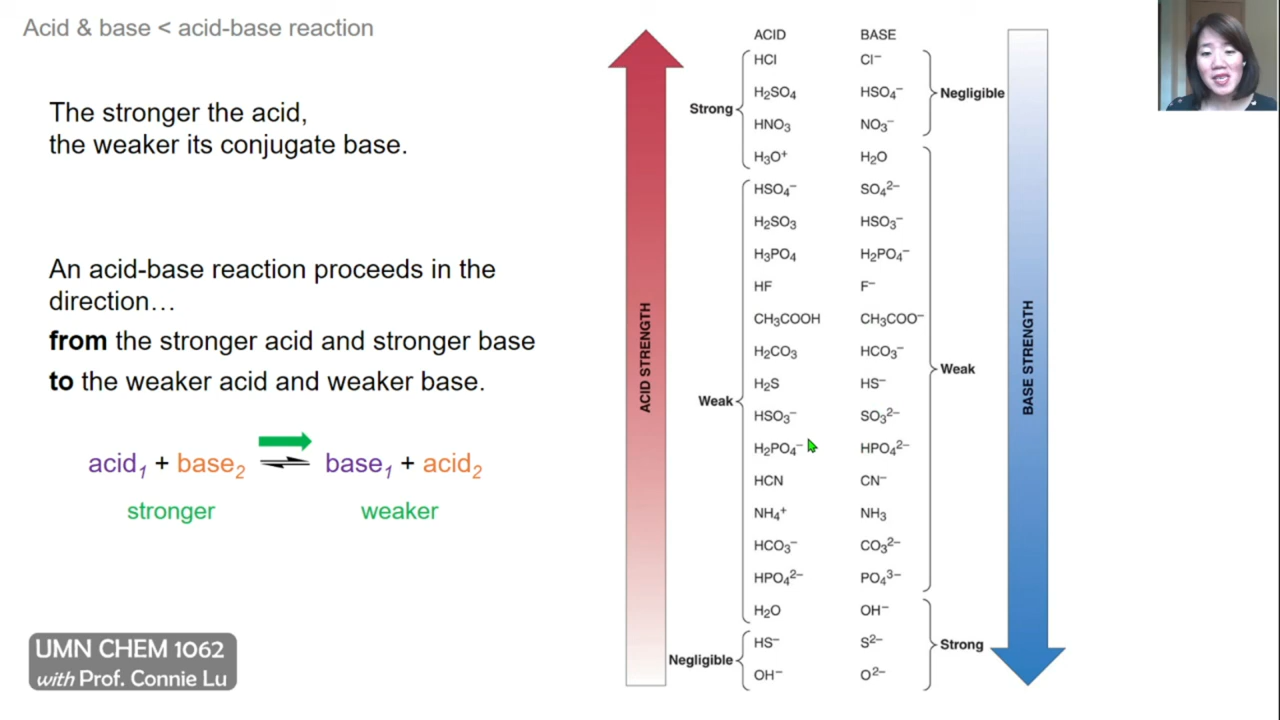 Acid & base < acid-base reaction
The stronger the acid,
the weaker its conjugate base.
An acid-base reaction proceeds in the
direction…
from the stronger acid and stronger base
to the weaker acid and weaker base.
acid₁ + base₂ ⇌ base₁ + acid₂
stronger weaker
UMN CHEM 1062
with Prof. Connie Lu
ACID STRENGTH
ACID BASE
HCl Cl⁻
H₂SO₄ HSO₄⁻
HNO₃ NO₃⁻
H₃O⁺ H₂O
HSO₄⁻ SO₄²⁻
H₂SO₃ HSO₃⁻
H₃PO₄ H₂PO₄⁻
HF F⁻
CH₃COOH CH₃COO⁻
H₂CO₃ HCO₃⁻
H₂S HS⁻
HSO₃⁻ SO₃²⁻
H₂PO₄⁻ HPO₄²⁻
HCN CN⁻
NH₄⁺ NH₃
HCO₃⁻ CO₃²⁻
HPO₄²⁻ PO₄³⁻
H₂O OH⁻
HS⁻ S²⁻
OH⁻ O²⁻
Strong
Weak
Negligible
Negligible
Weak
Strong
BASE STRENGTH